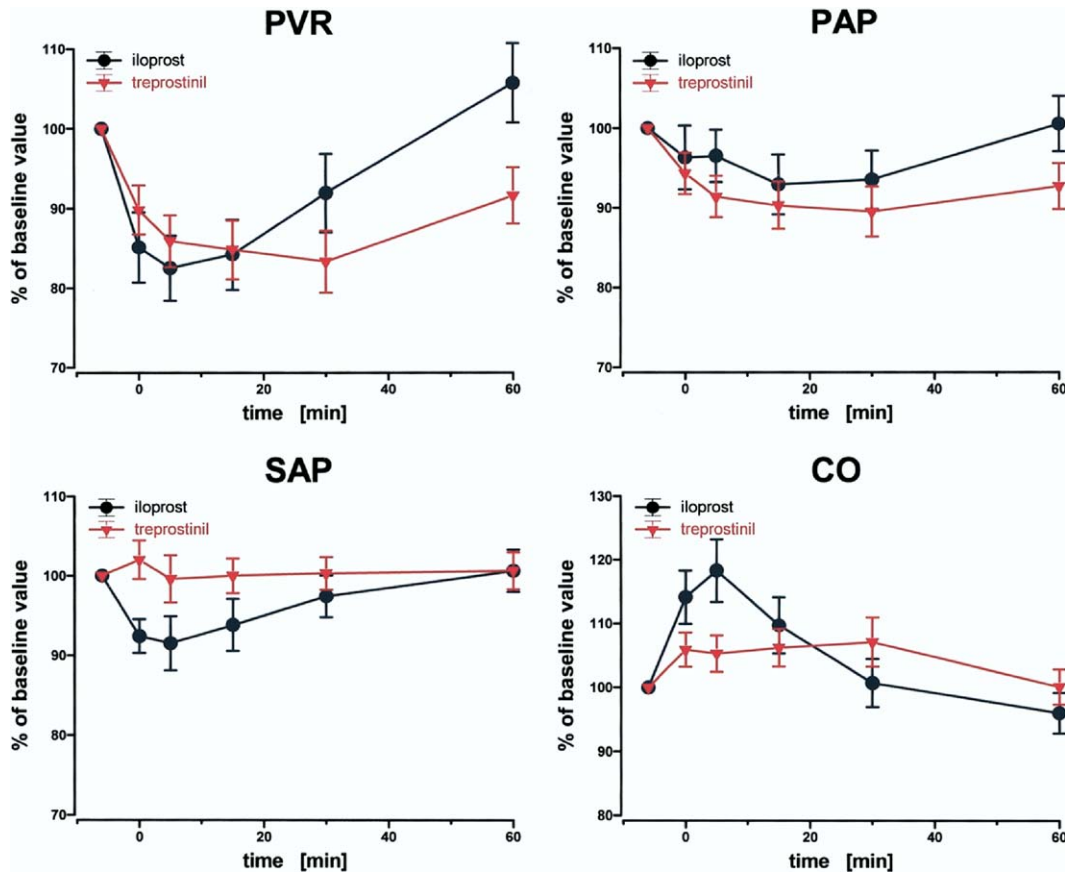 PVR
iloprost
treprostinil
% of baseline value
110
100
90
80
70
0
20
40
60
time [min]
PAP
iloprost
treprostinil
% of baseline value
110
100
90
80
70
0
20
40
60
time [min]
SAP
iloprost
treprostinil
% of baseline value
110
100
90
80
70
0
20
40
60
time [min]
CO
iloprost
treprostinil
% of baseline value
130
120
110
100
90
80
0
20
40
60
time [min]